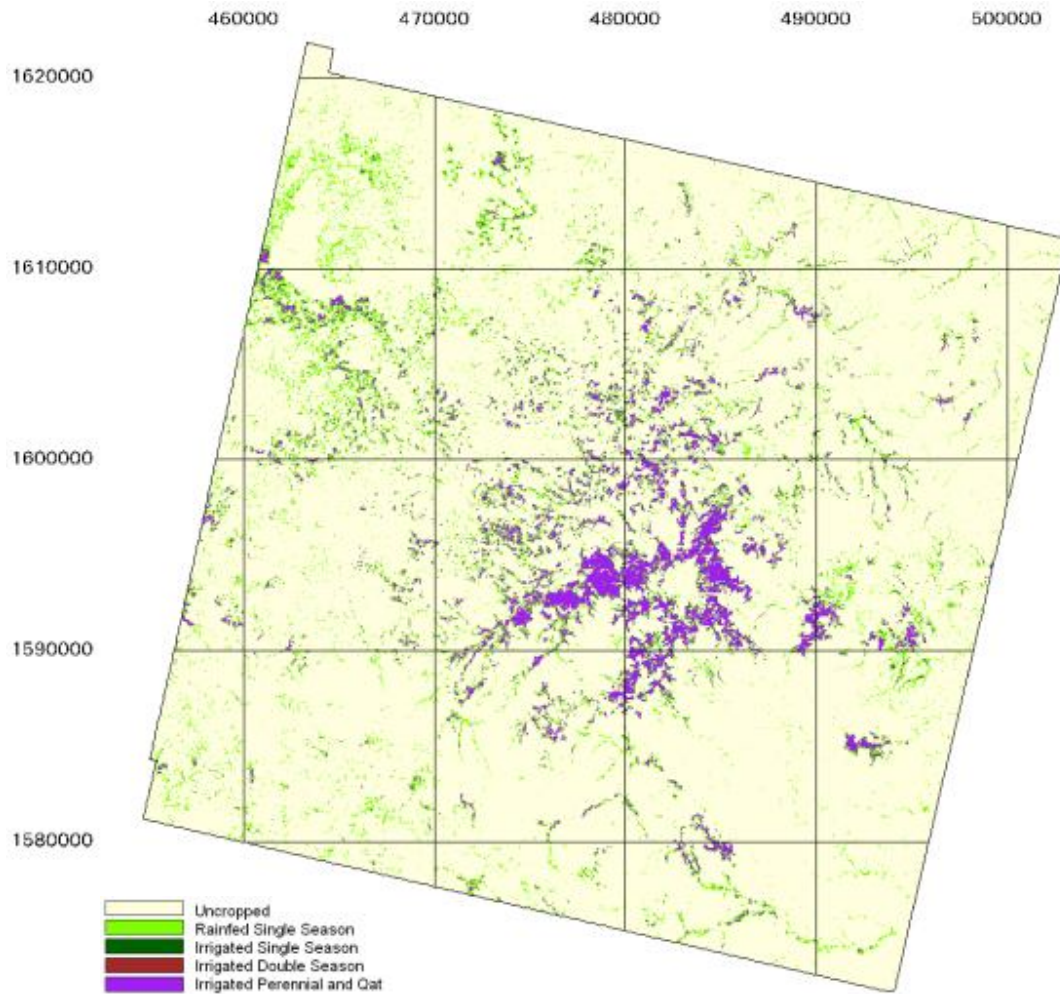 460000 470000 480000 490000 500000
1620000
1610000
1600000
1590000
1580000
Uncropped
Rainfed Single Season
Irrigated Single Season
Irrigated Double Season
Irrigated Perennial and Qat